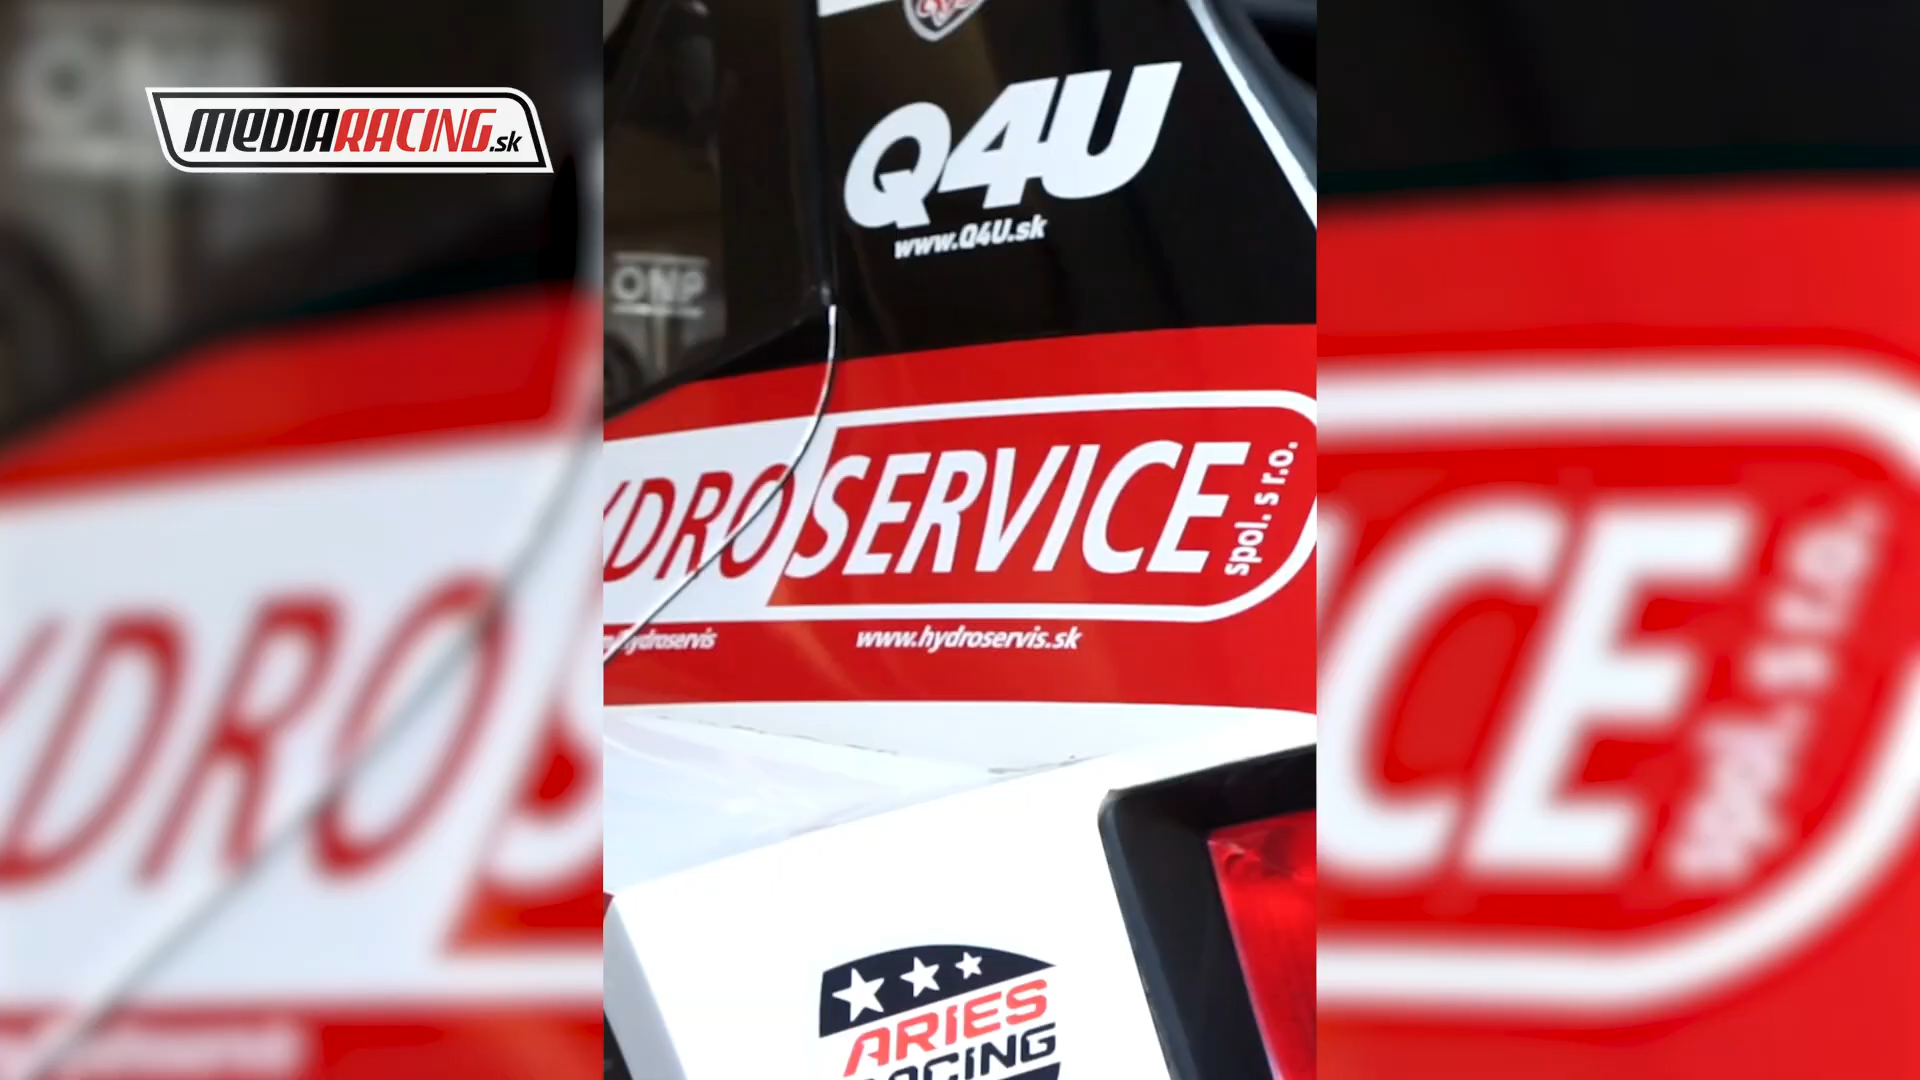 MEDIARACING.sk
Q4U
www.Q4U.sk
OMP
YDROSERVICE
spol. s r.o.
hydroservis
www.hydroservis.sk
ARIES
RACING